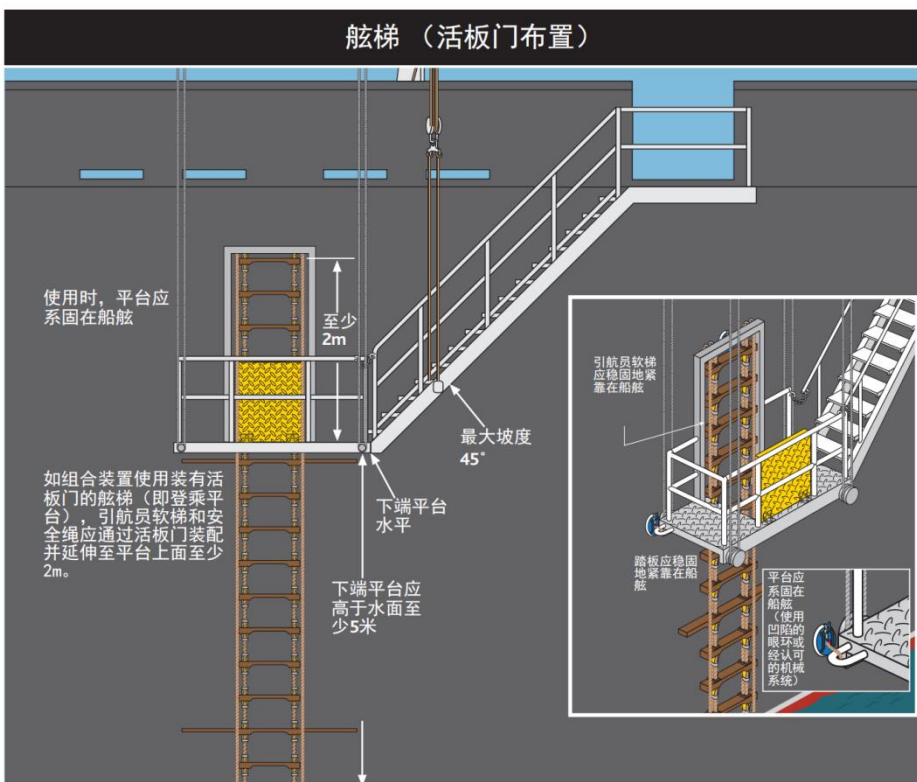 舷梯 （活板门布置）
使用时，平台应
系固在船舷
至少
2m
最大坡度
45°
如组合装置使用装有活
板门的舷梯（即登乘平
台），引航员软梯和安
全绳应通过活板门装配
并延伸至平台上面至少
2m。
下端平台
水平
下端平台应
高于水面至
少5米
引航员软梯
应稳固地紧
靠在船舷
踏板应稳固
地紧靠在船
舷
平台应
系固在
船舷
（使用
凹陷的
眼环或
经认可
的机械
系统）